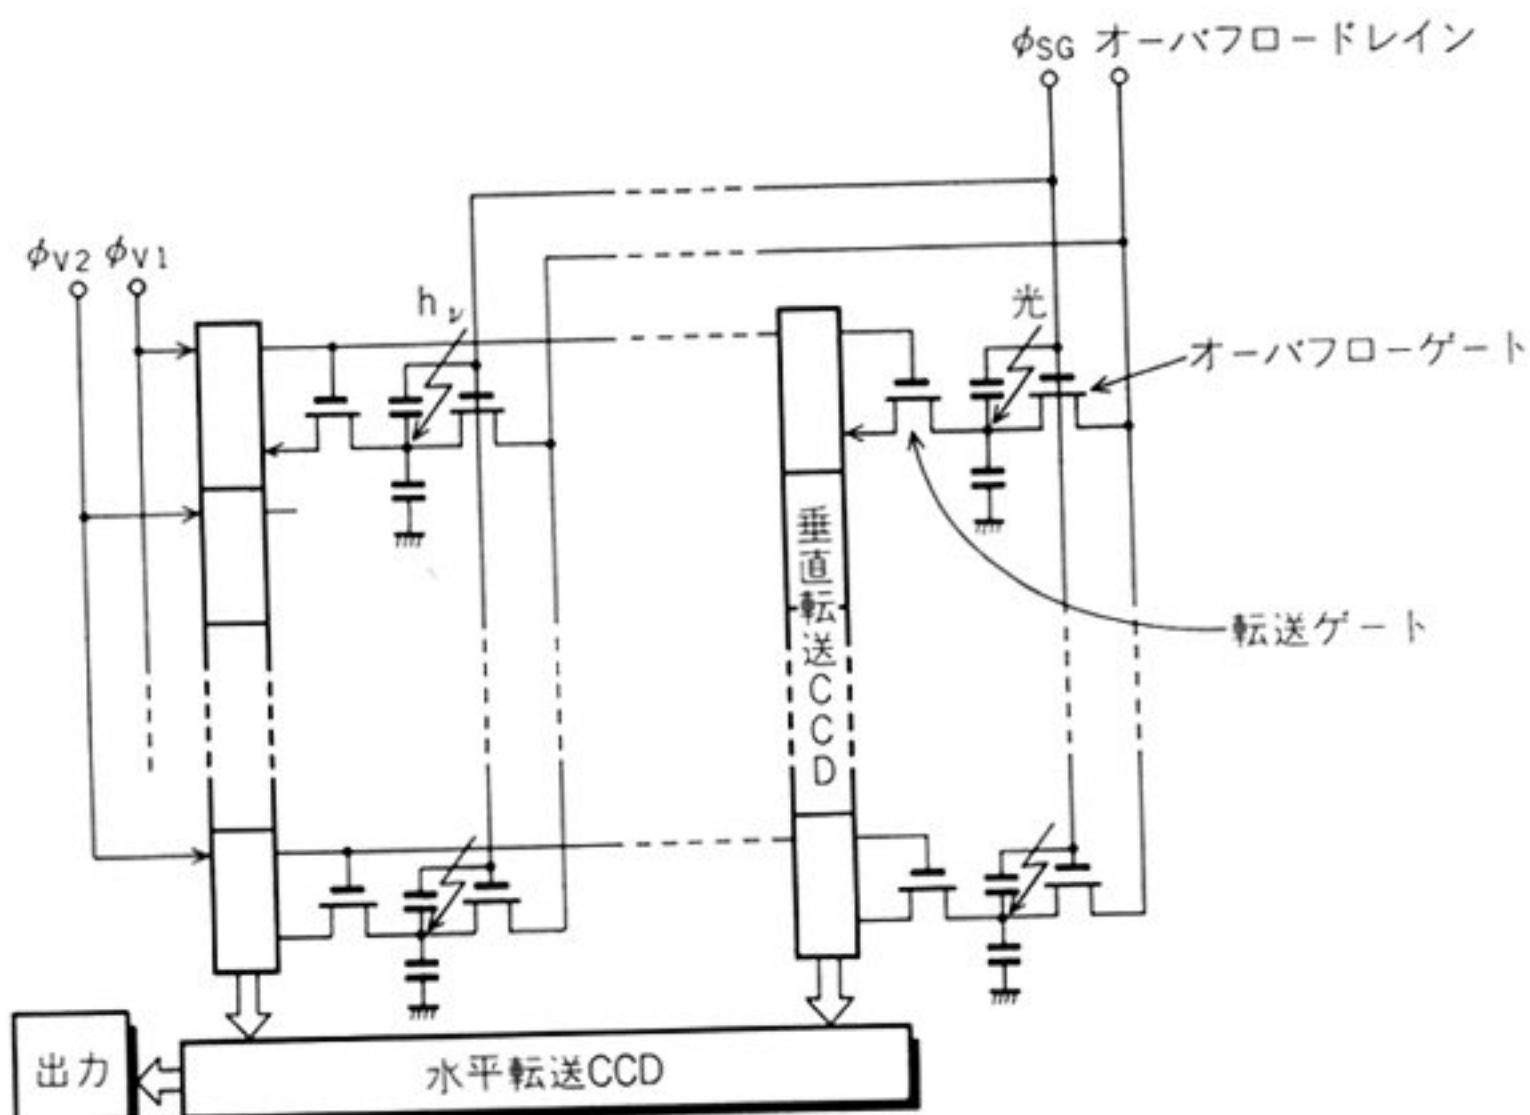 φSG オーバフロードレイン
φV2 φV1
hν
光
オーバフローゲート
転送ゲート
垂直転送CCD
水平転送CCD
出力